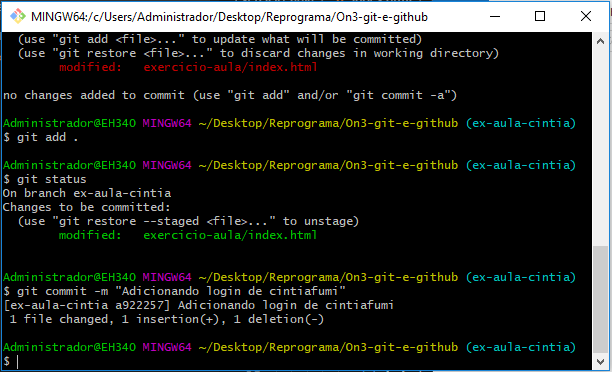 MINGW64:/c/Users/Administrador/Desktop/Reprograma/On3-git-e-github
(use "git add <file>..." to update what will be committed)
(use "git restore <file>..." to discard changes in working directory)
modified:   exercicio-aula/index.html
no changes added to commit (use "git add" and/or "git commit -a")
Administrador@EH340 MINGW64 ~/Desktop/Reprograma/On3-git-e-github (ex-aula-cintia)
$ git add .
Administrador@EH340 MINGW64 ~/Desktop/Reprograma/On3-git-e-github (ex-aula-cintia)
$ git status
On branch ex-aula-cintia
Changes to be committed:
(use "git restore --staged <file>..." to unstage)
modified:   exercicio-aula/index.html
Administrador@EH340 MINGW64 ~/Desktop/Reprograma/On3-git-e-github (ex-aula-cintia)
$ git commit -m "Adicionando login de cintiafumi"
[ex-aula-cintia a922257] Adicionando login de cintiafumi
1 file changed, 1 insertion(+), 1 deletion(-)
Administrador@EH340 MINGW64 ~/Desktop/Reprograma/On3-git-e-github (ex-aula-cintia)
$